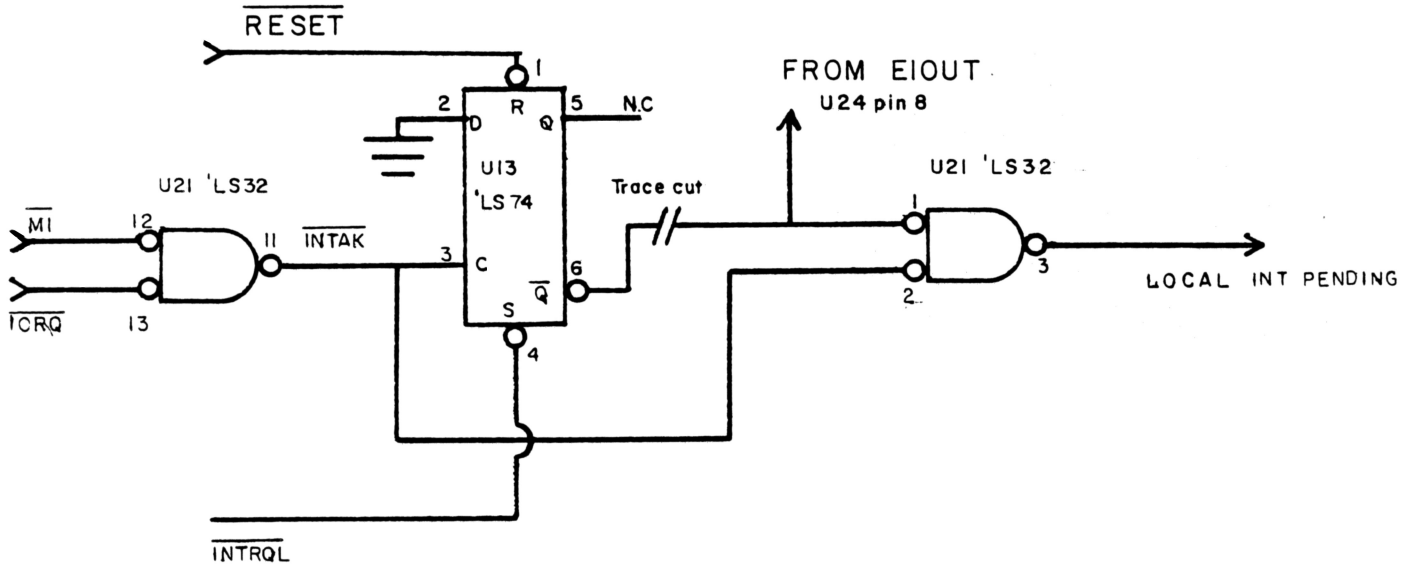 RESET
1
FROM EIOUT
U24 pin 8
2
D
R
5
Q
N.C
U13
'LS74
U21 'LS32
U21 'LS32
Trace cut
M1
12
11
INTAK
3
C
6
Q
1
2
3
LOCAL INT PENDING
IORQ
13
S
4
INTRQL